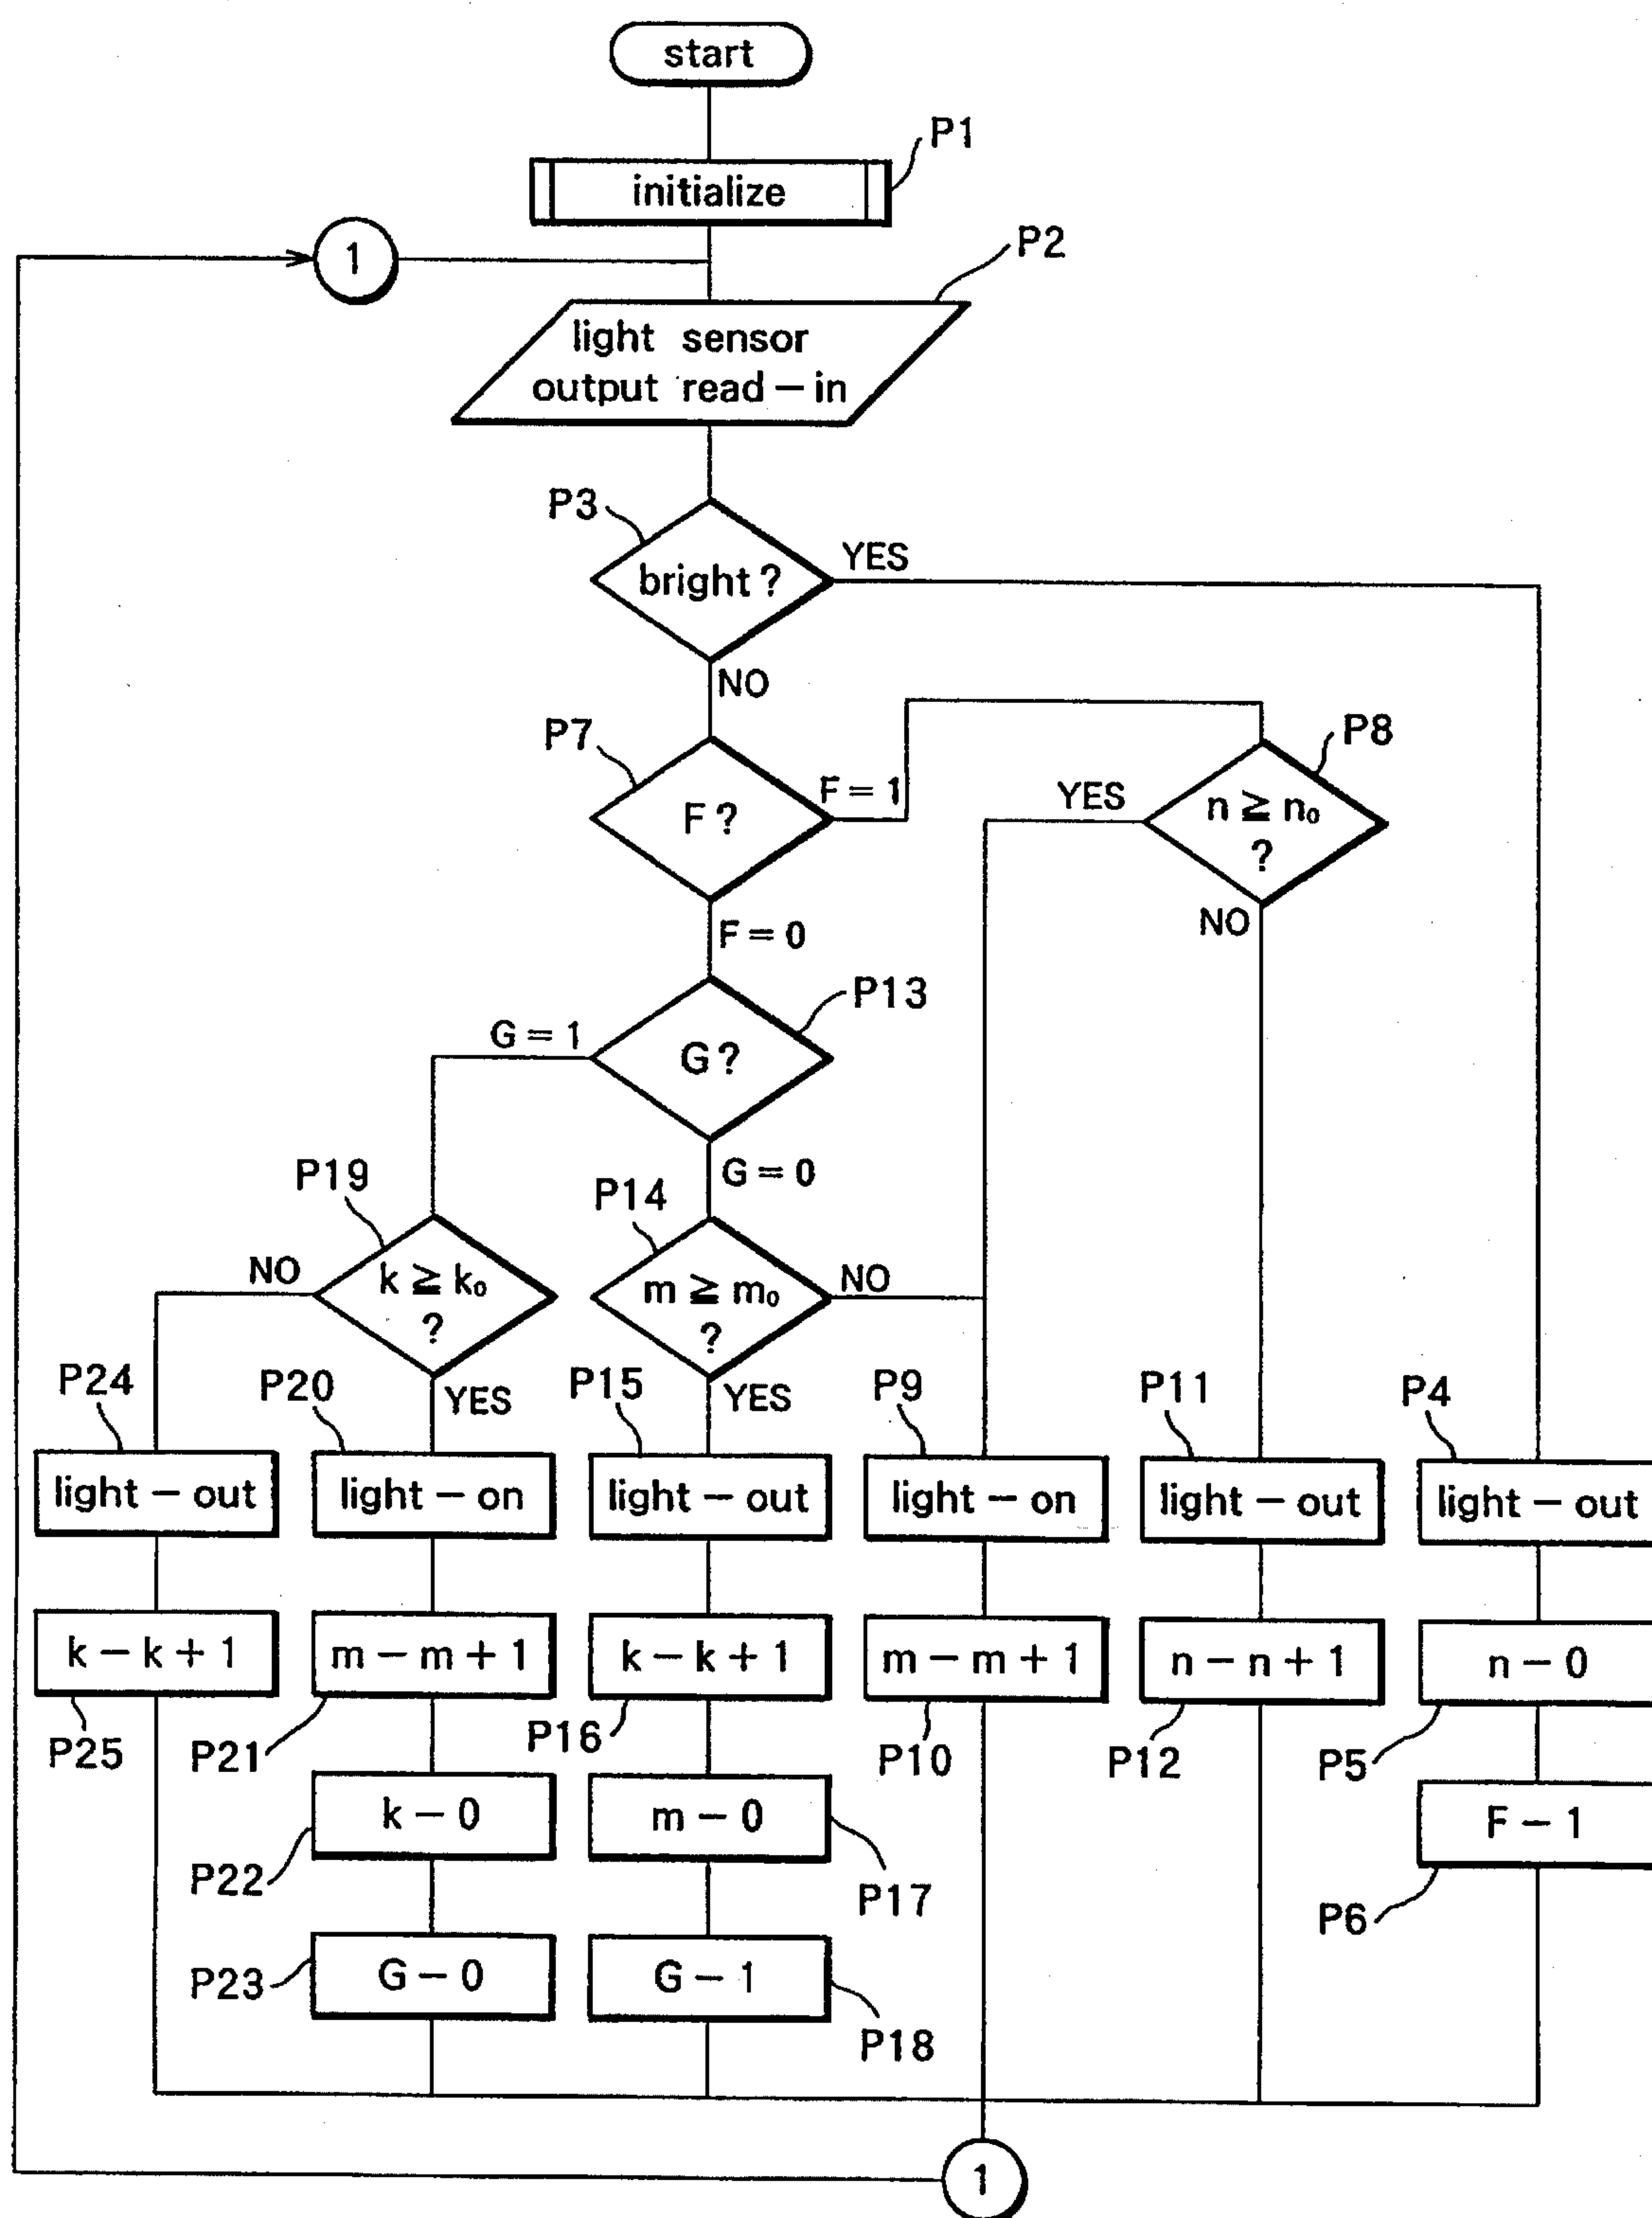 start
P1
initialize
1
P2
light sensor
output read – in
P3
bright ?
YES
NO
P7
F ?
F = 1
P8
YES
n ≧ n₀
?
NO
F = 0
P13
G = 1
G ?
G = 0
P19
P14
NO
k ≧ k₀
?
m ≧ m₀
?
NO
YES
YES
P24
P20
P15
P9
P11
P4
light – out
light – on
light – out
light – on
light – out
light – out
k – k + 1
m – m + 1
k – k + 1
m – m + 1
n – n + 1
n – 0
P25
P21
P16
P10
P12
P5
k – 0
m – 0
F – 1
P22
P17
P6
P23
G – 0
G – 1
P18
1